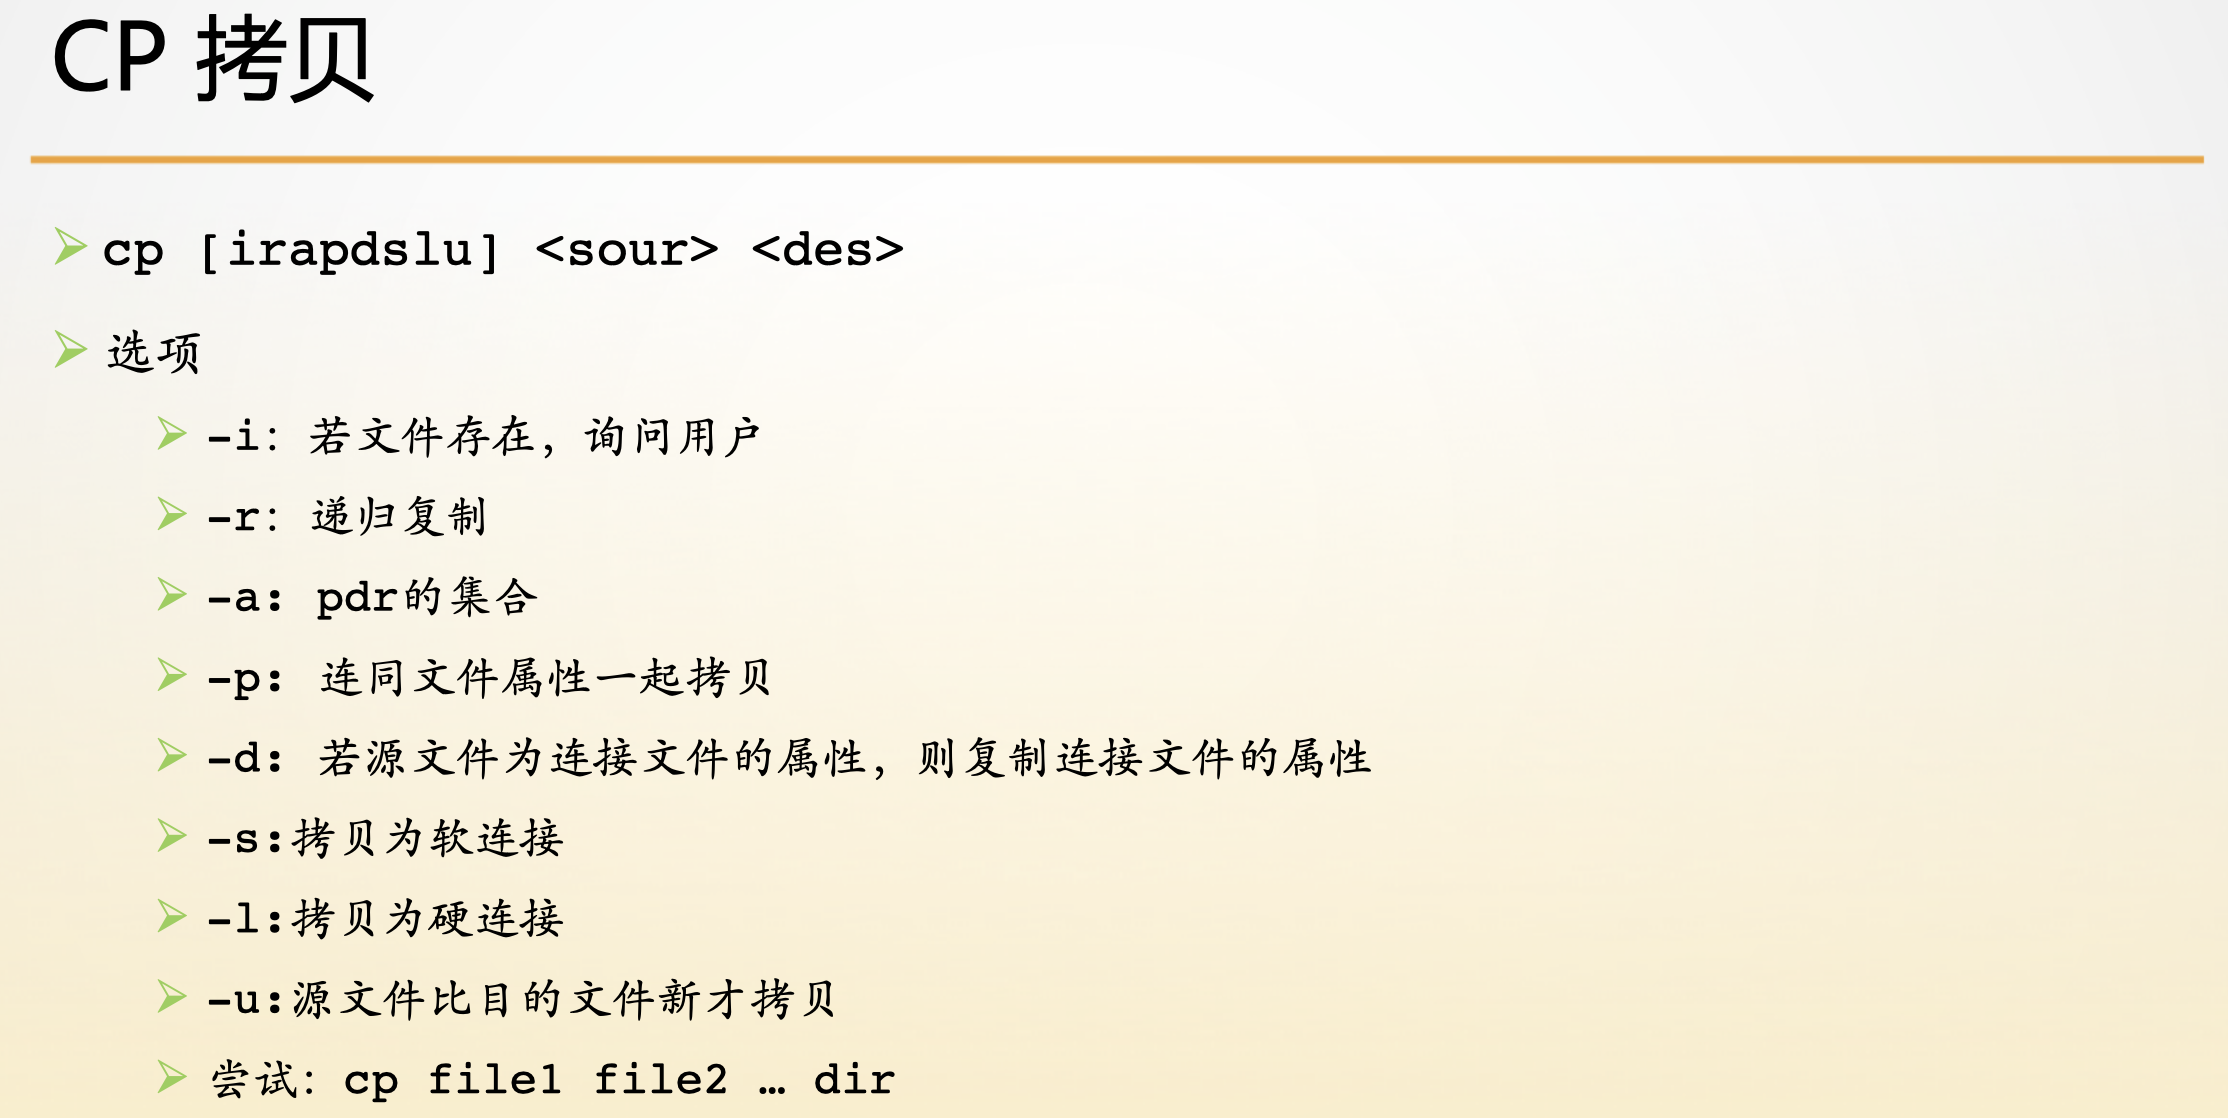 CP 拷贝
cp [irapdslu] <sour> <des>
选项
-i：若文件存在，询问用户
-r：递归复制
-a: pdr的集合
-p: 连同文件属性一起拷贝
-d: 若源文件为连接文件的属性，则复制连接文件的属性
-s:拷贝为软连接
-l:拷贝为硬连接
-u:源文件比目的文件新才拷贝
尝试：cp file1 file2 … dir